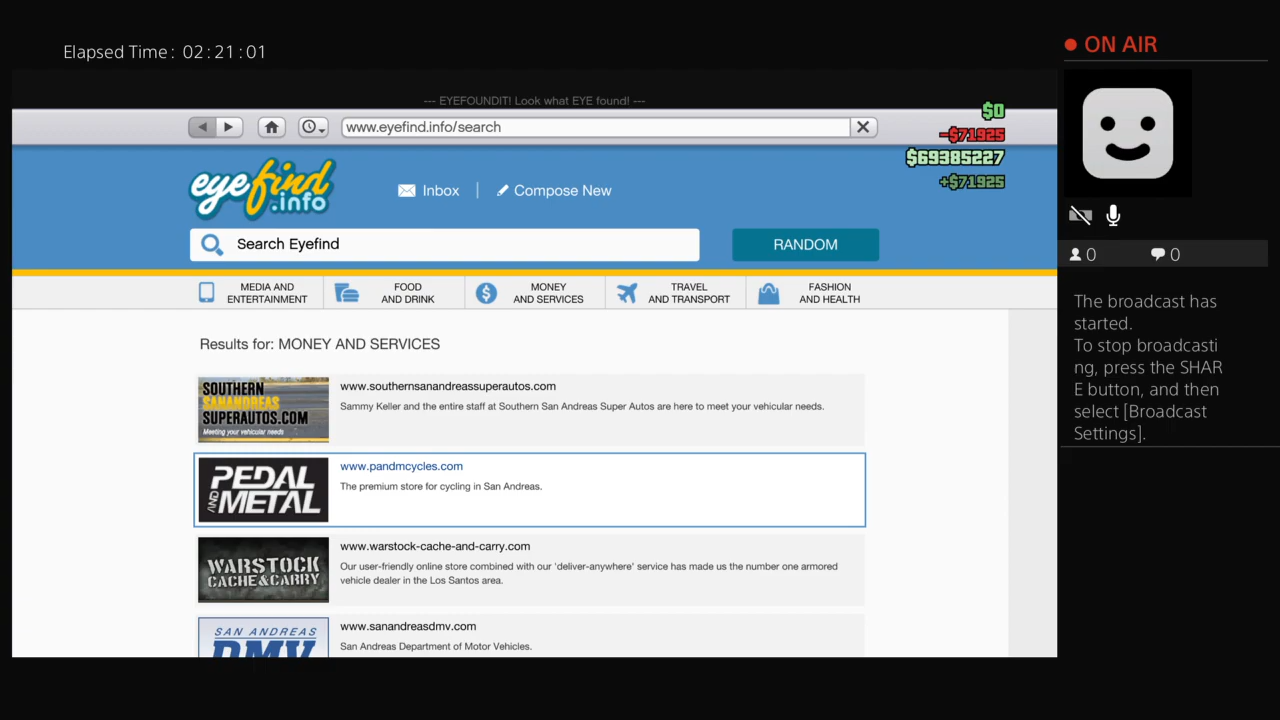 Elapsed Time: 02:21:01
ON AIR
--- EYEFOUNDIT! Look what EYE found! ---
www.eyefind.info/search
$0
-$71925
$69385227
+$71925
eyefind
.info
Inbox
Compose New
Search Eyefind
RANDOM
MEDIA AND
ENTERTAINMENT
FOOD
AND DRINK
MONEY
AND SERVICES
TRAVEL
AND TRANSPORT
FASHION
AND HEALTH
0
0
The broadcast has
started.
To stop broadcasti
ng, press the SHAR
E button, and then
select [Broadcast
Settings].
Results for: MONEY AND SERVICES
SOUTHERN
SANANDREAS
SUPERAUTOS.COM
Meeting your vehicular needs
www.southernsanandreassuperautos.com
Sammy Keller and the entire staff at Southern San Andreas Super Autos are here to meet your vehicular needs.
PEDAL
AND METAL
www.pandmcycles.com
The premium store for cycling in San Andreas.
WARSTOCK
CACHE&CARRY
www.warstock-cache-and-carry.com
Our user-friendly online store combined with our 'deliver-anywhere' service has made us the number one armored
vehicle dealer in the Los Santos area.
SAN ANDREAS
DMV
www.sanandreasdmv.com
San Andreas Department of Motor Vehicles.